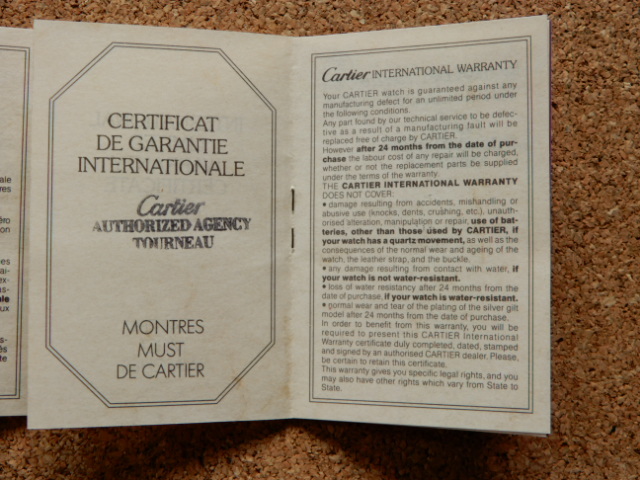 CERTIFICAT
DE GARANTIE
INTERNATIONALE
Cartier
AUTHORIZED AGENCY
TOURNEAU
MONTRES
MUST
DE CARTIER
Cartier INTERNATIONAL WARRANTY
Your CARTIER watch is guaranteed against any
manufacturing defect for an unlimited period under
the following conditions.
Any part found by our technical service to be defec-
tive as a result of a manufacturing fault will be
replaced free of charge by CARTIER.
However after 24 months from the date of pur-
chase the labour cost of any repair will be charged,
whether or not the replacement parts be supplied
under the terms of the warranty.
THE CARTIER INTERNATIONAL WARRANTY
DOES NOT COVER:
• damage resulting from accidents, mishandling or
abusive use (knocks, dents, crushing, etc.), unauth-
orised alteration, manipulation or repair, use of bat-
teries, other than those used by CARTIER, if
your watch has a quartz movement, as well as the
consequences of the normal wear and ageing of the
watch, the leather strap, and the buckle.
• any damage resulting from contact with water, if
your watch is not water-resistant.
• loss of water resistancy after 24 months from the
date of purchase, if your watch is water-resistant.
• gormal wear and tear of the plating of the silver gilt
model after 24 months from the date of purchase.
In order to benefit from this warranty, you will be
required to present this CARTIER International
Warranty certificate duly completed, dated, stamped
and signed by an authorised CARTIER dealer. Please,
be certain to retain this certificate.
This warranty gives you specific legal rights, and you
may also have other rights which vary from State to
State.